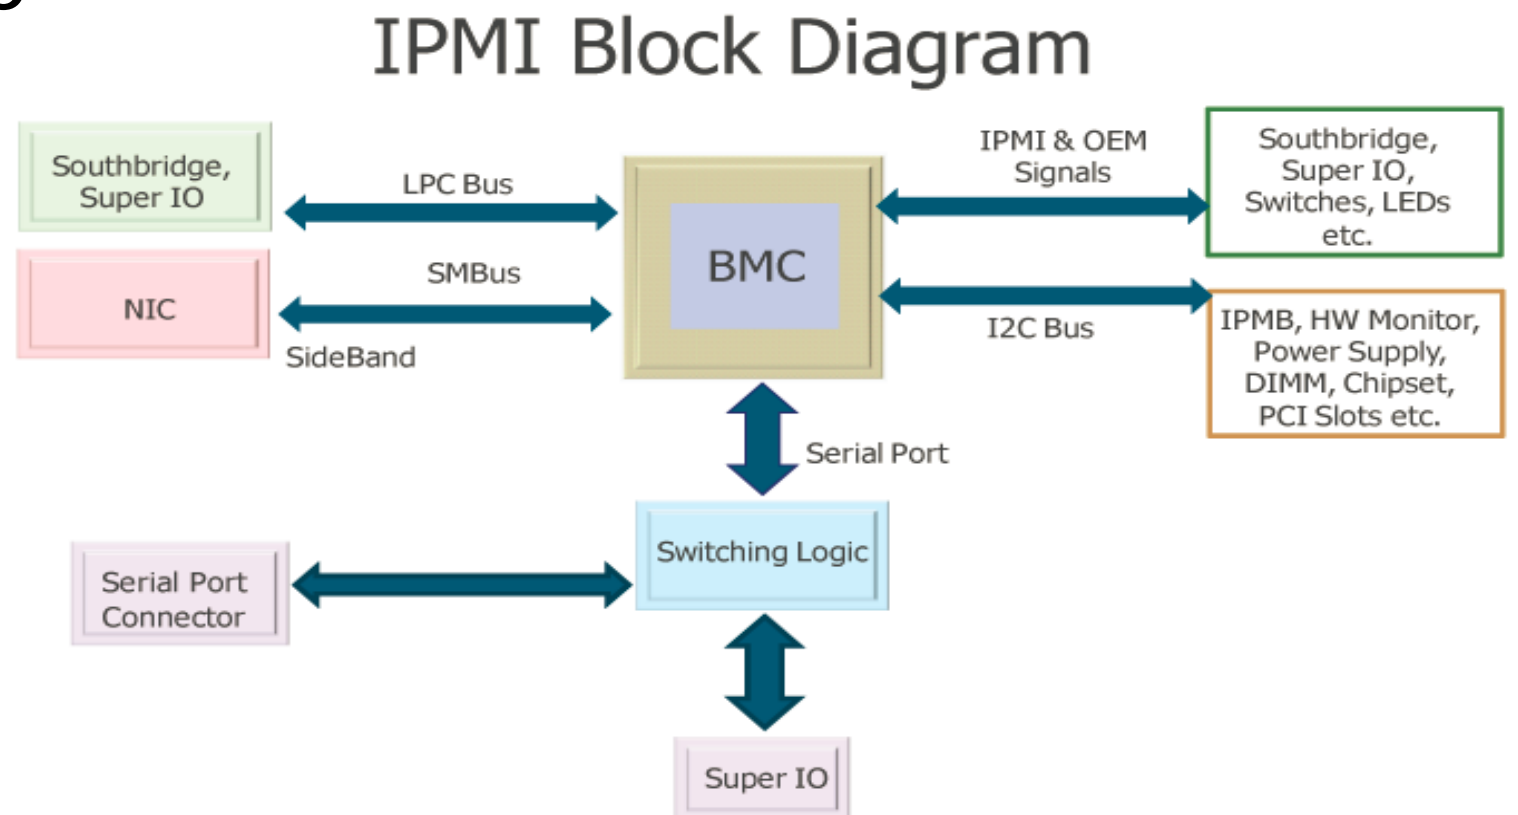 IPMI Block Diagram
Southbridge,
Super IO
LPC Bus
IPMI & OEM
Signals
Southbridge,
Super IO,
Switches, LEDs
etc.
NIC
SMBus
SideBand
BMC
I2C Bus
IPMB, HW Monitor,
Power Supply,
DIMM, Chipset,
PCI Slots etc.
Serial Port
Switching Logic
Serial Port
Connector
Super IO